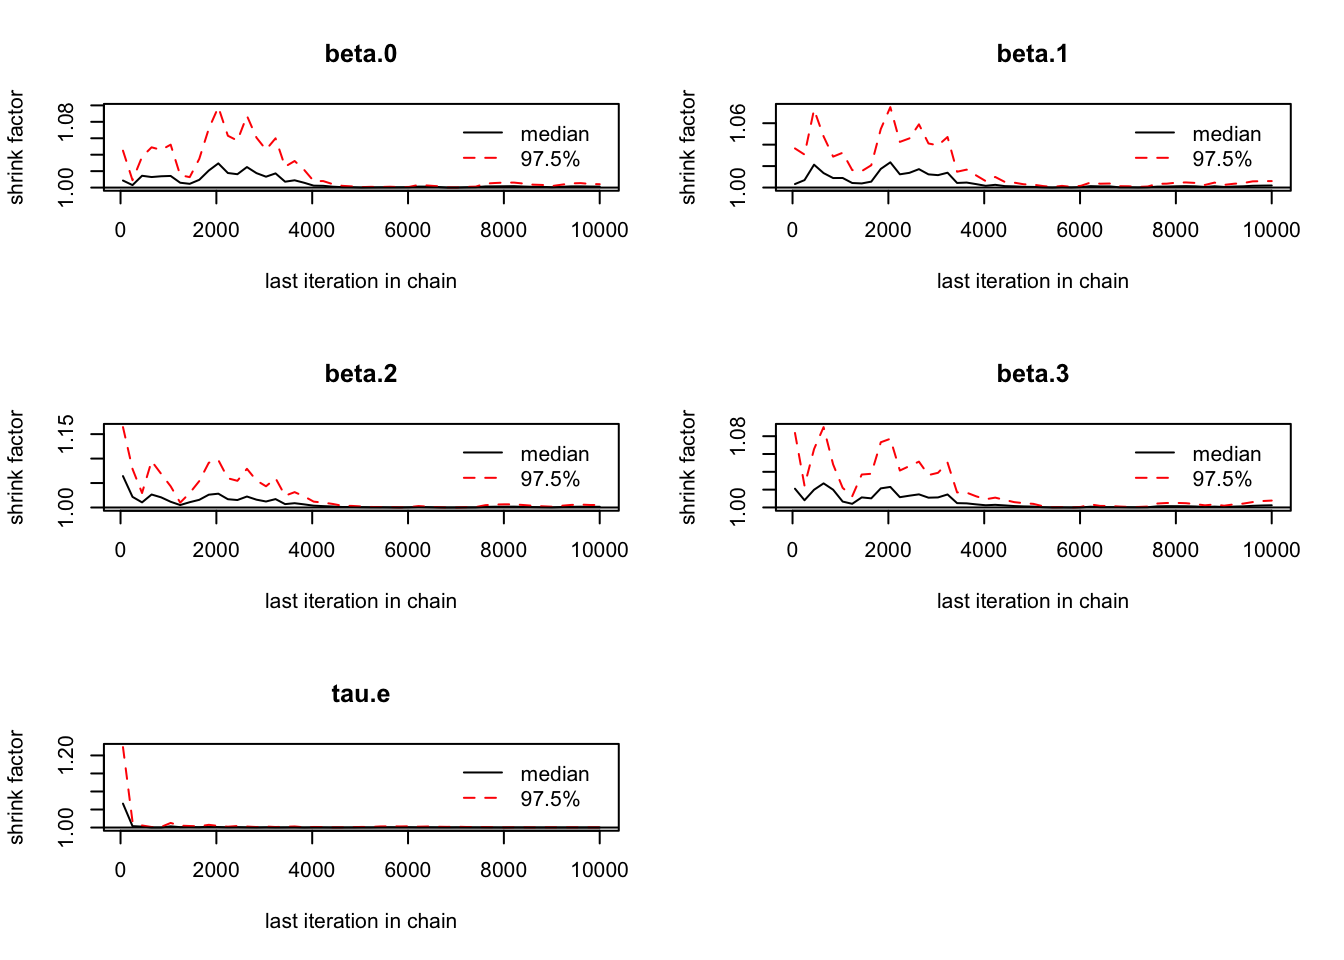 beta.0
shrink factor
1.00 1.08
median
97.5%
0 2000 4000 6000 8000 10000
last iteration in chain
beta.1
shrink factor
1.00 1.06
median
97.5%
0 2000 4000 6000 8000 10000
last iteration in chain
beta.2
shrink factor
1.00 1.15
median
97.5%
0 2000 4000 6000 8000 10000
last iteration in chain
beta.3
shrink factor
1.00 1.08
median
97.5%
0 2000 4000 6000 8000 10000
last iteration in chain
tau.e
shrink factor
1.00 1.20
median
97.5%
0 2000 4000 6000 8000 10000
last iteration in chain